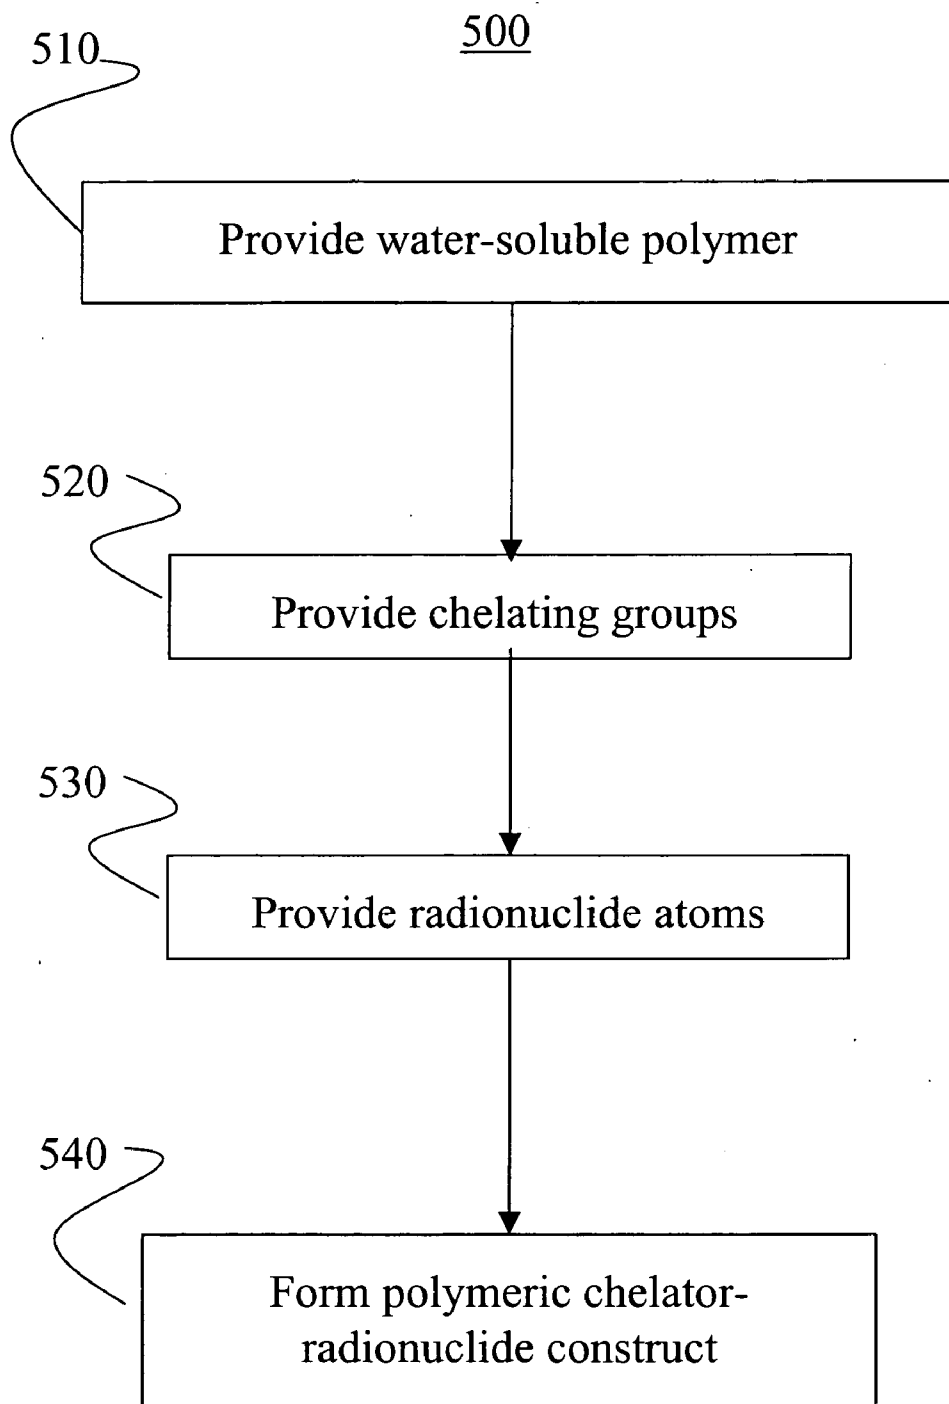 500
510
Provide water-soluble polymer
520
Provide chelating groups
530
Provide radionuclide atoms
540
Form polymeric chelator-
radionuclide construct